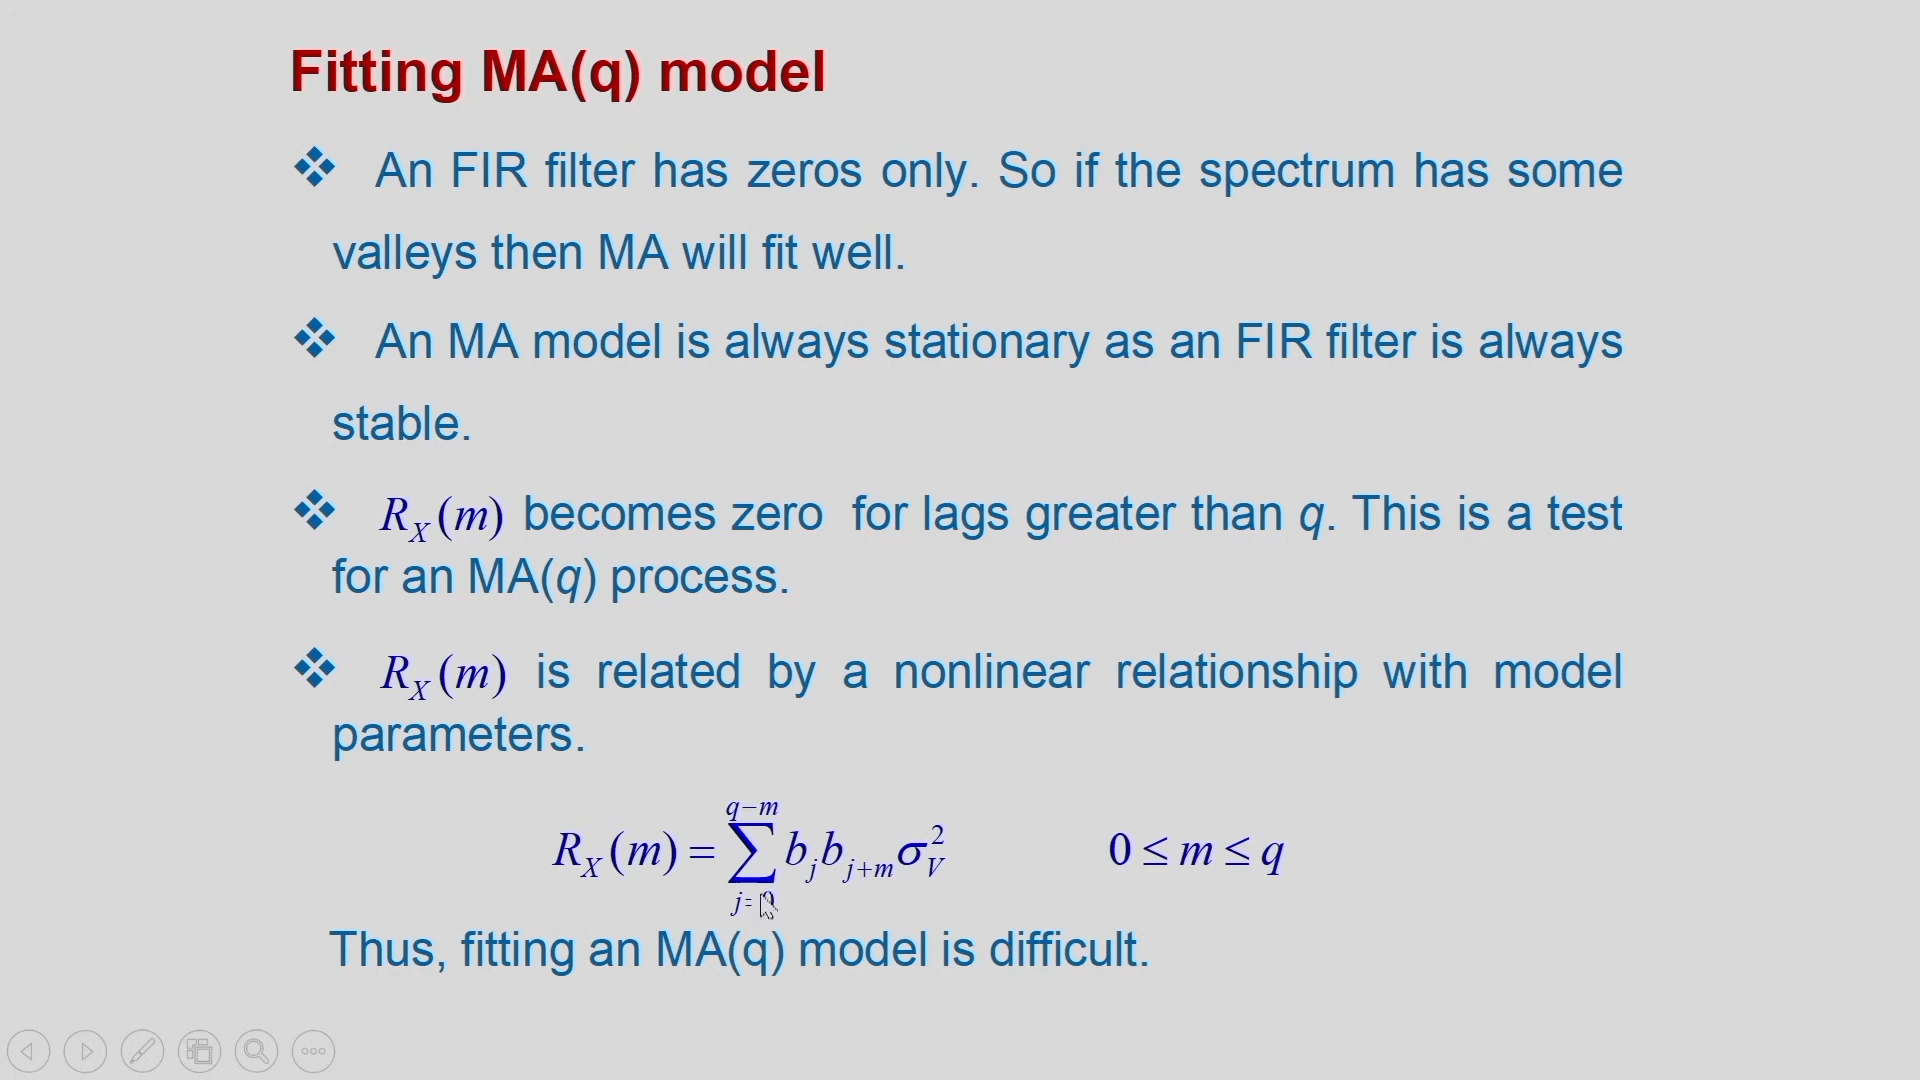 Fitting MA(q) model
❖ An FIR filter has zeros only. So if the spectrum has some
valleys then MA will fit well.
❖ An MA model is always stationary as an FIR filter is always
stable.
❖ R_X(m) becomes zero for lags greater than q. This is a test
for an MA(q) process.
❖ R_X(m) is related by a nonlinear relationship with model
parameters.
R_X(m) = ∑_{j=0}^{q−m} b_j b_{j+m} σ_V^2 0 ≤ m ≤ q
Thus, fitting an MA(q) model is difficult.